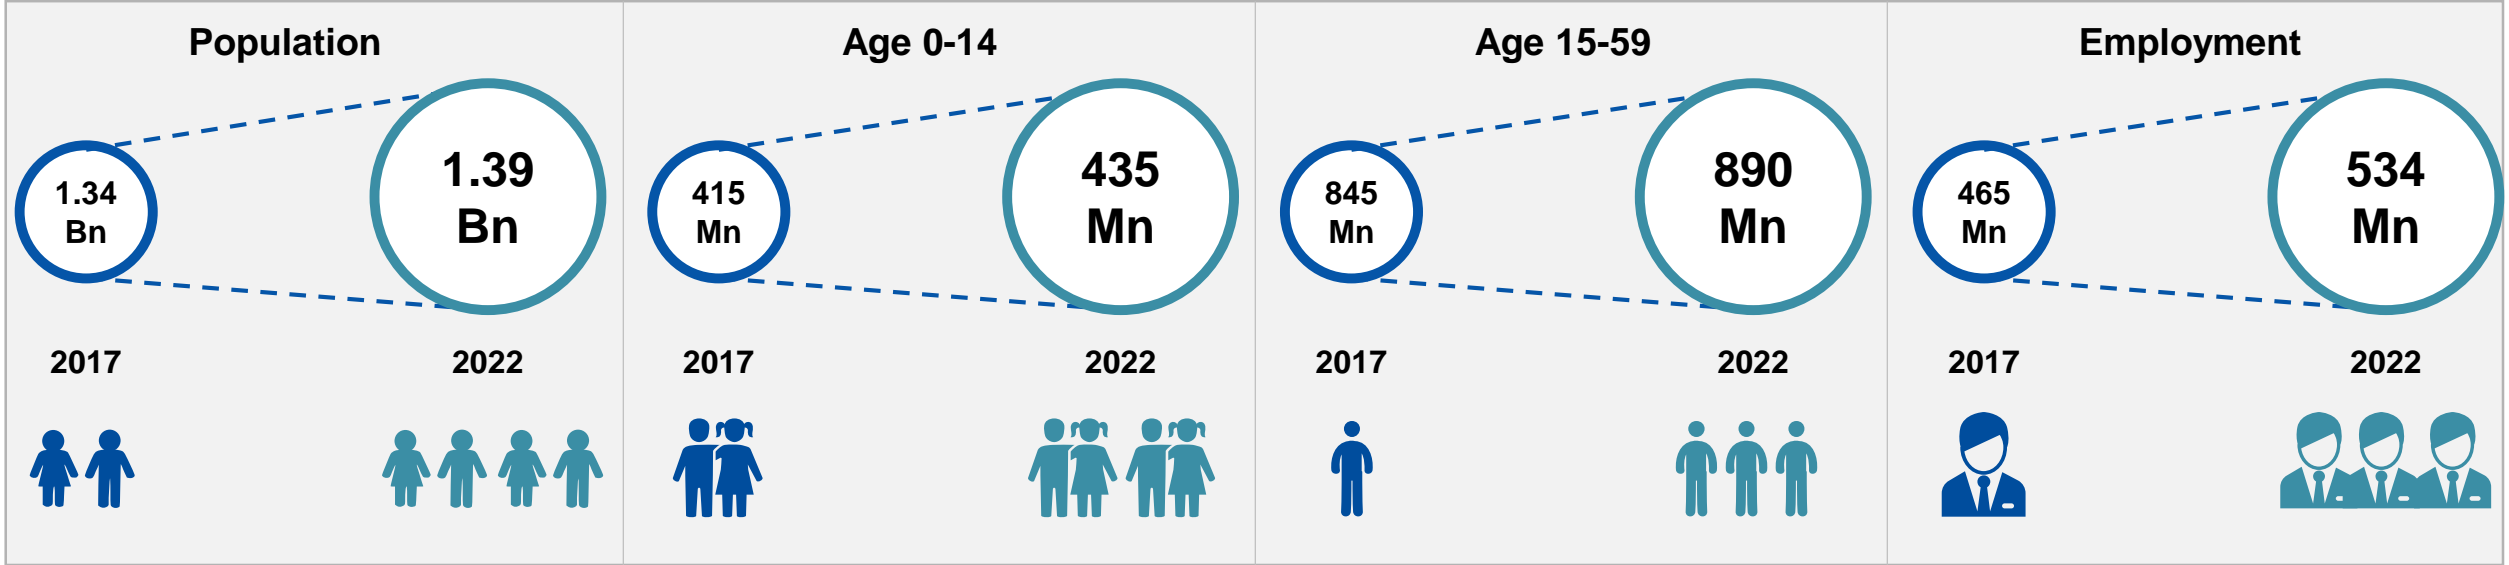 Population
1.34
Bn
1.39
Bn
2017
2022
Age 0-14
415
Mn
435
Mn
2017
2022
Age 15-59
845
Mn
890
Mn
2017
2022
Employment
465
Mn
534
Mn
2017
2022